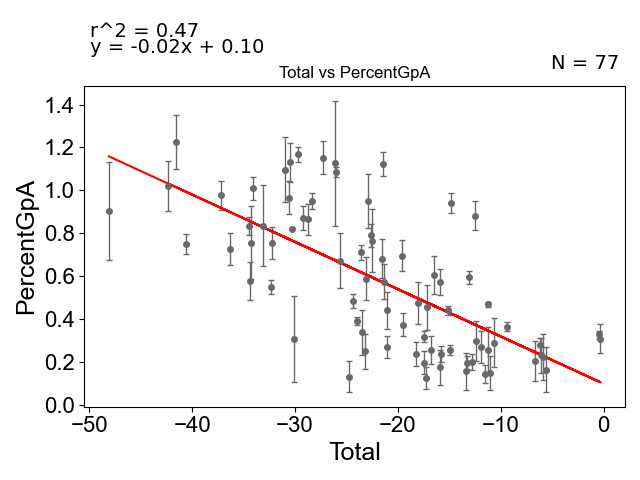 r^2 = 0.47
y = -0.02x + 0.10
N = 77
Total vs PercentGpA
PercentGpA
1.4
1.2
1.0
0.8
0.6
0.4
0.2
0.0
−50 −40 −30 −20 −10 0
Total